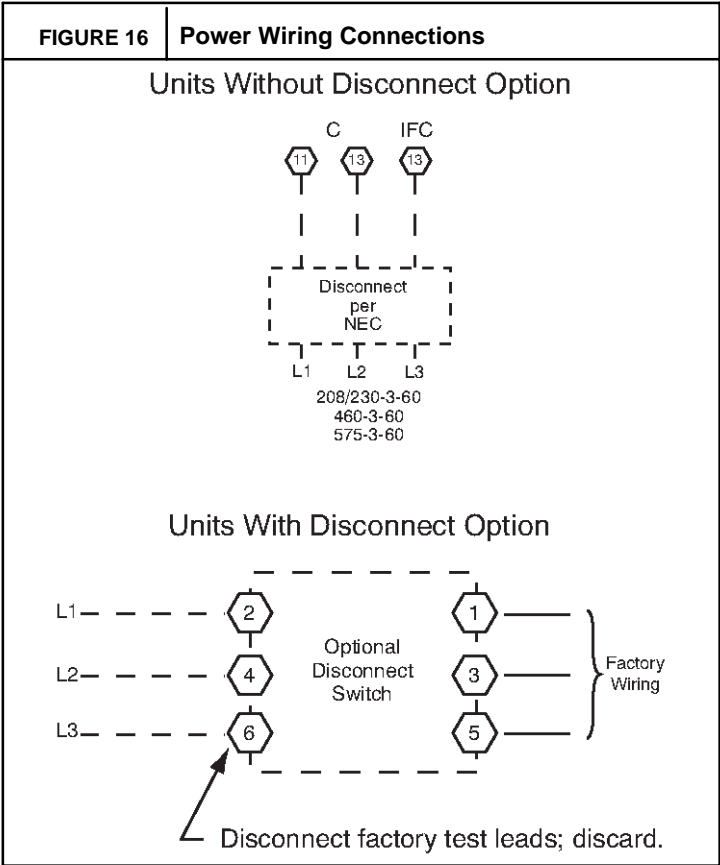 FIGURE 16 Power Wiring Connections
Units Without Disconnect Option
C IFC
11 13 13
Disconnect
per
NEC
L1 L2 L3
208/230-3-60
460-3-60
575-3-60
Units With Disconnect Option
L1 2 1
L2 4 3
L3 6 5
Optional
Disconnect
Switch
Factory
Wiring
Disconnect factory test leads; discard.